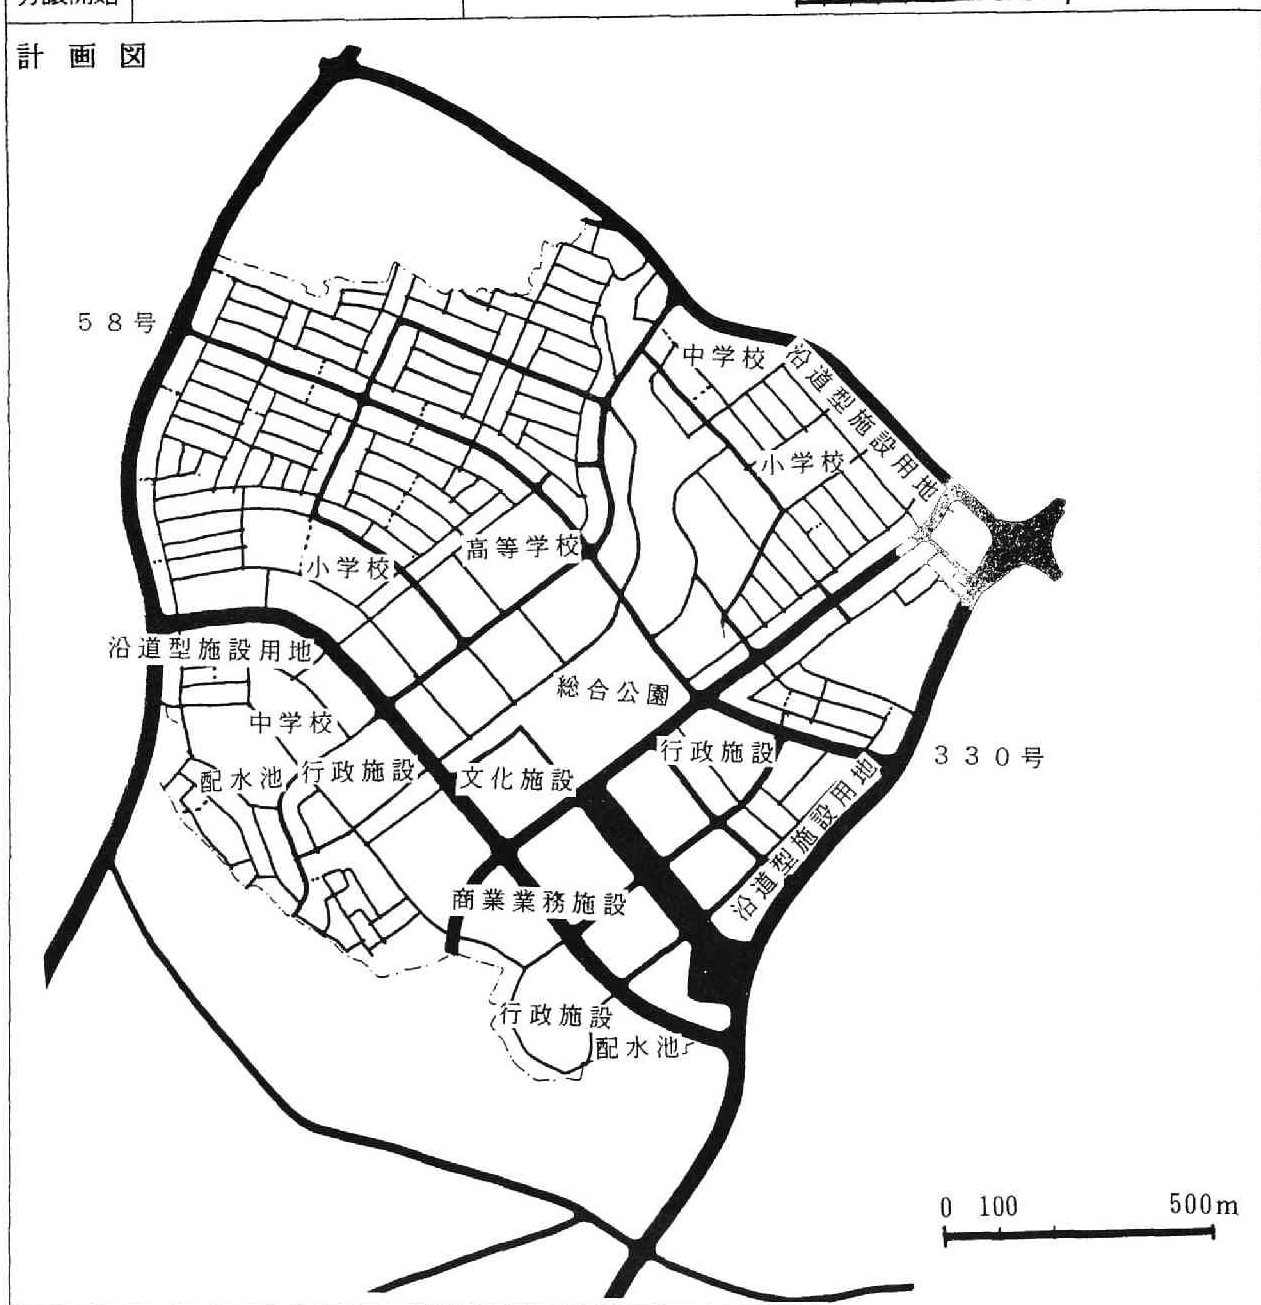 分譲開始
計画図
58号
中学校
沿道型施設用地
小学校
高等学校
小学校
沿道型施設用地
総合公園
中学校
行政施設
330号
配水池
行政施設
文化施設
沿道型施設用地
商業業務施設
行政施設
配水池
0 100 500m